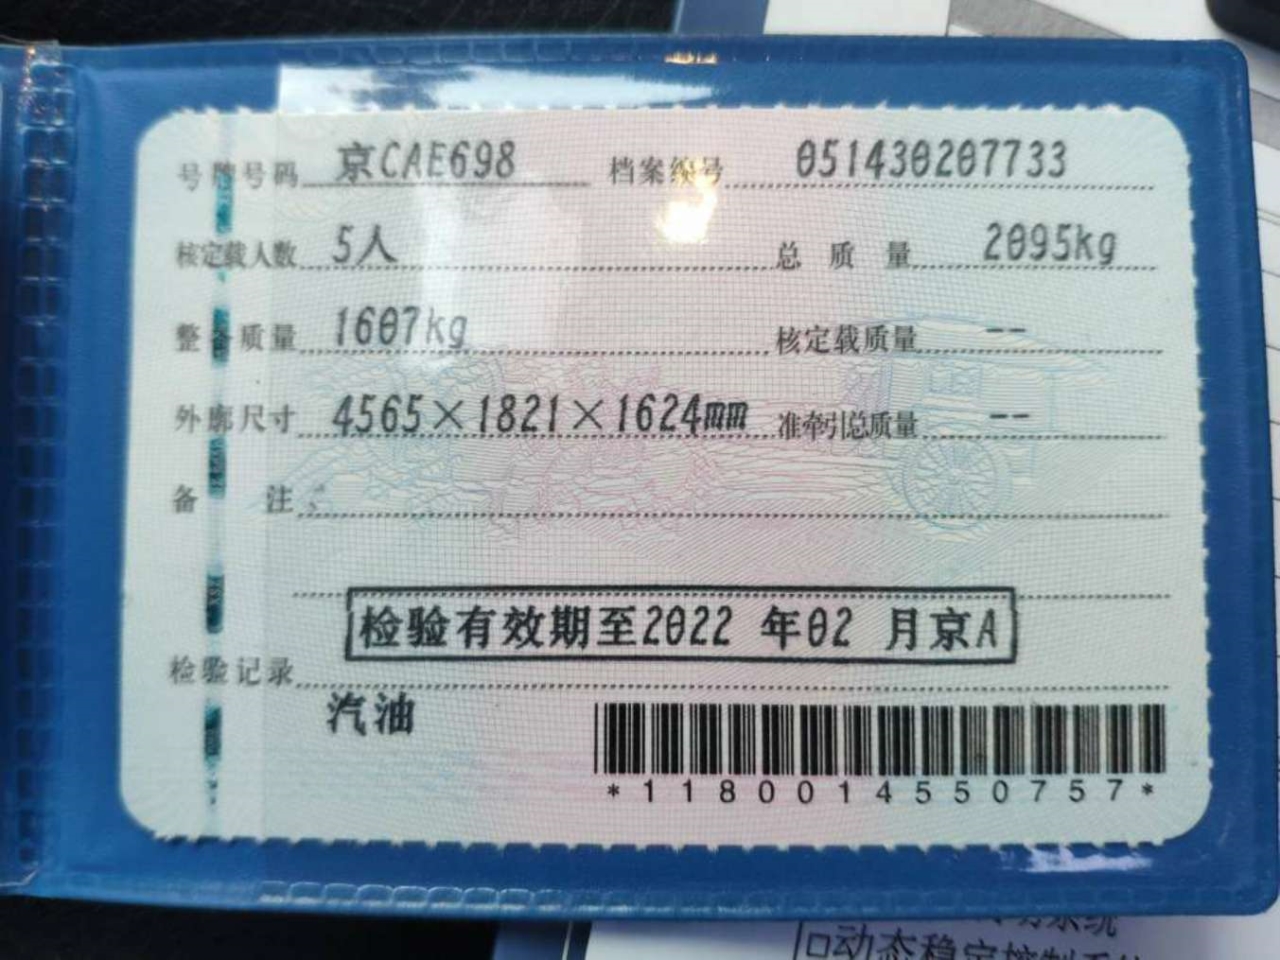 号牌号码 京CAE698 档案编号 051430207733
核定载人数 5人 总质量 2095kg
整备质量 1607kg 核定载质量 --
外廓尺寸 4565×1821×1624mm 准牵引总质量 --
备注
检验有效期至2022 年02 月京A
检验记录
汽油
*1180014550757*
□动态稳定控制系